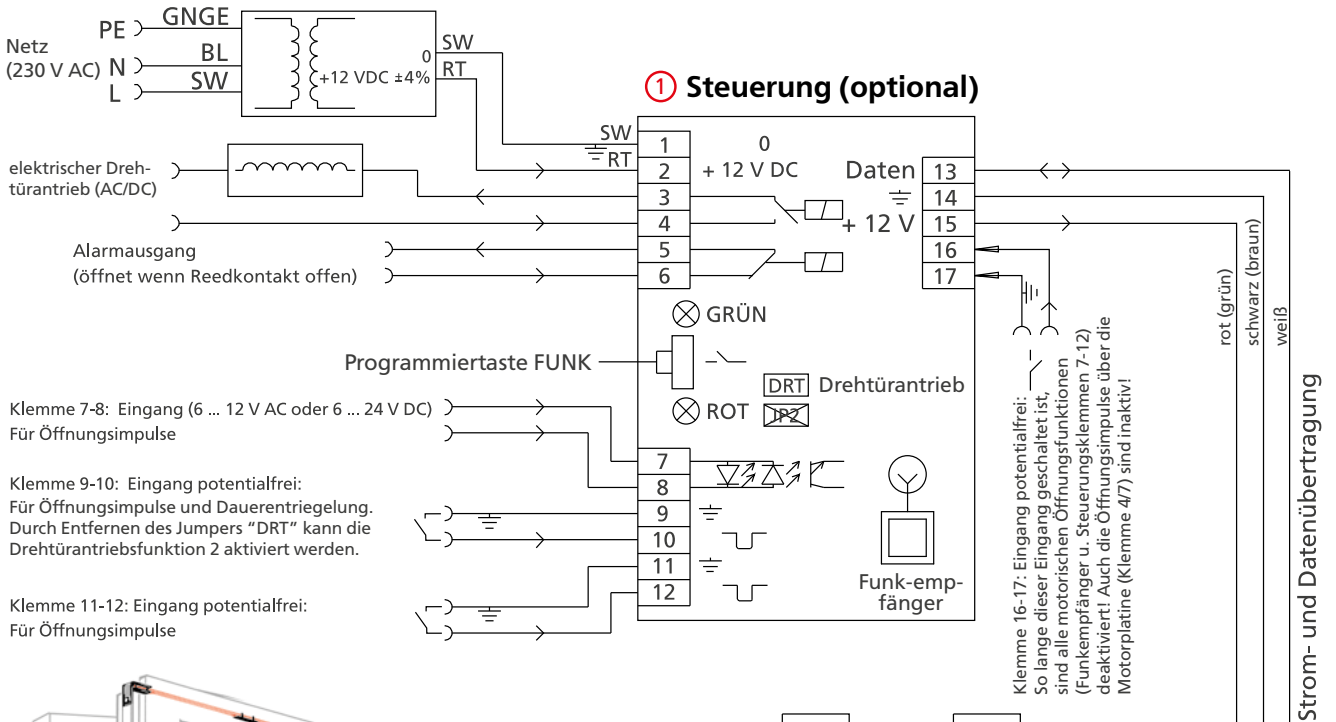 Netz
(230 V AC)
PE
N
L
GNGE
BL
SW
0
+12 VDC ±4%
SW
RT
1 Steuerung (optional)
elektrischer Dreh-
türantrieb (AC/DC)
Alarmausgang
(öffnet wenn Reedkontakt offen)
SW
RT
1
2
3
4
5
6
0
+ 12 V DC
Daten
+ 12 V
13
14
15
16
17
GRÜN
Programmiertaste FUNK
DRT Drehtürantrieb
ROT
JP2
Klemme 7-8: Eingang (6 ... 12 V AC oder 6 ... 24 V DC)
Für Öffnungsimpulse
Klemme 9-10: Eingang potentialfrei:
Für Öffnungsimpulse und Dauerentriegelung.
Durch Entfernen des Jumpers “DRT” kann die
Drehtürantriebsfunktion 2 aktiviert werden.
Klemme 11-12: Eingang potentialfrei:
Für Öffnungsimpulse
7
8
9
10
11
12
Funk-emp-
fänger
Klemme 16-17: Eingang potentialfrei:
So lange dieser Eingang geschaltet ist,
sind alle motorischen Öffnungsfunktionen
(Funkempfänger u. Steuerungsklemmen 7-12)
deaktiviert! Auch die Öffnungsimpulse über die
Motorplatine (Klemme 4/7) sind inaktiv!
rot (grün)
schwarz (braun)
weiß
Strom- und Datenübertragung